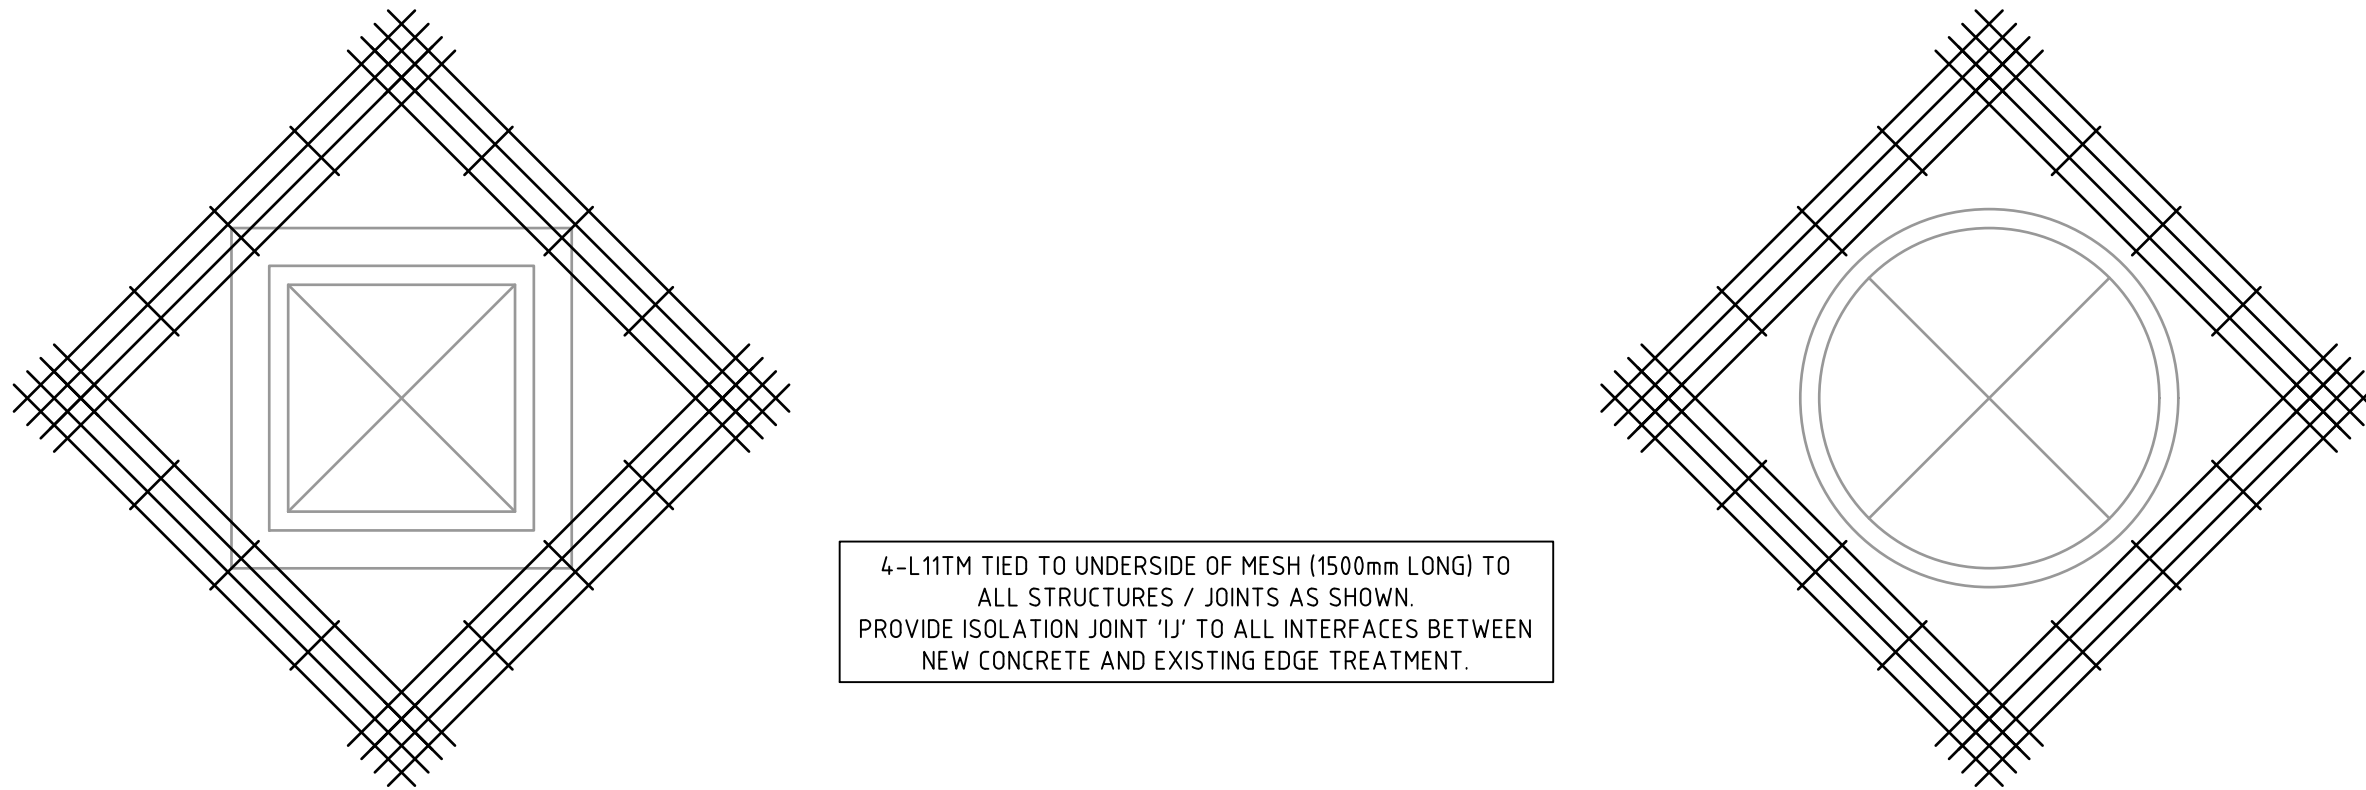 4-L11TM TIED TO UNDERSIDE OF MESH (1500mm LONG) TO
ALL STRUCTURES / JOINTS AS SHOWN.
PROVIDE ISOLATION JOINT 'IJ' TO ALL INTERFACES BETWEEN
NEW CONCRETE AND EXISTING EDGE TREATMENT.